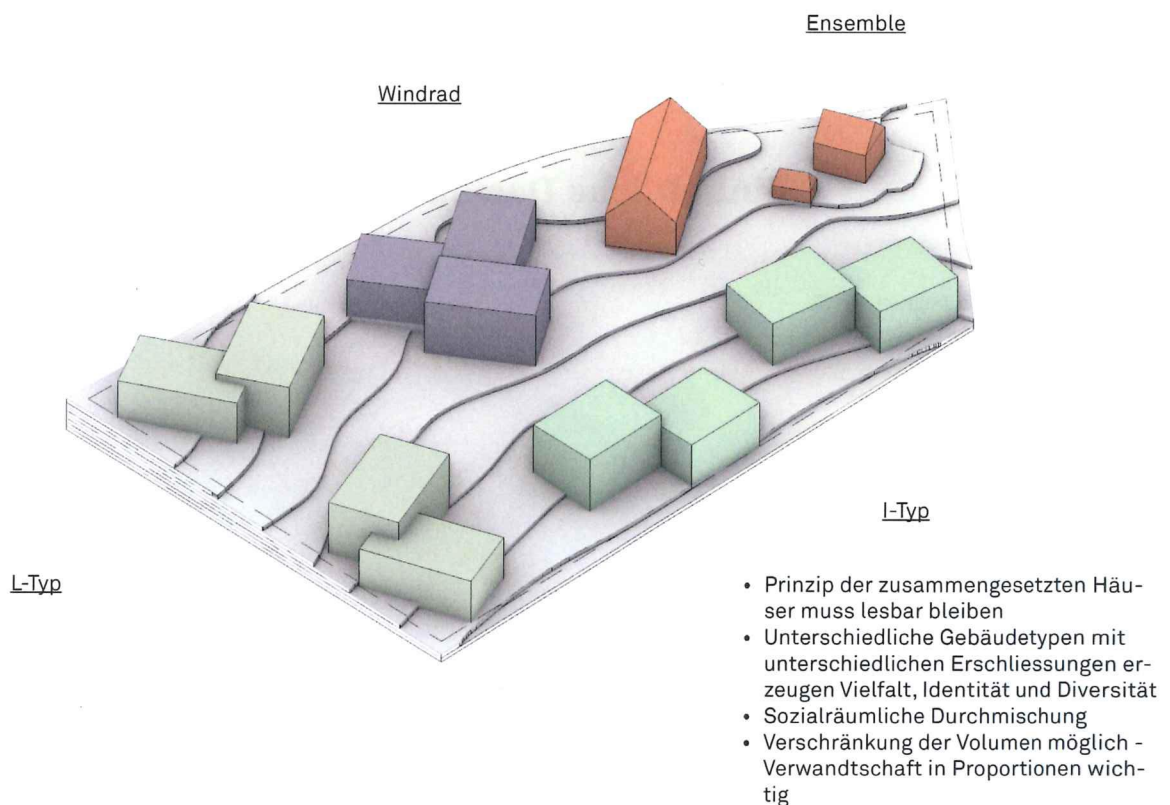 Ensemble
Windrad
I-Typ
L-Typ
• Prinzip der zusammengesetzten Häu-
ser muss lesbar bleiben
• Unterschiedliche Gebäudetypen mit
unterschiedlichen Erschliessungen er-
zeugen Vielfalt, Identität und Diversität
• Sozialräumliche Durchmischung
• Verschränkung der Volumen möglich -
Verwandtschaft in Proportionen wich-
tig